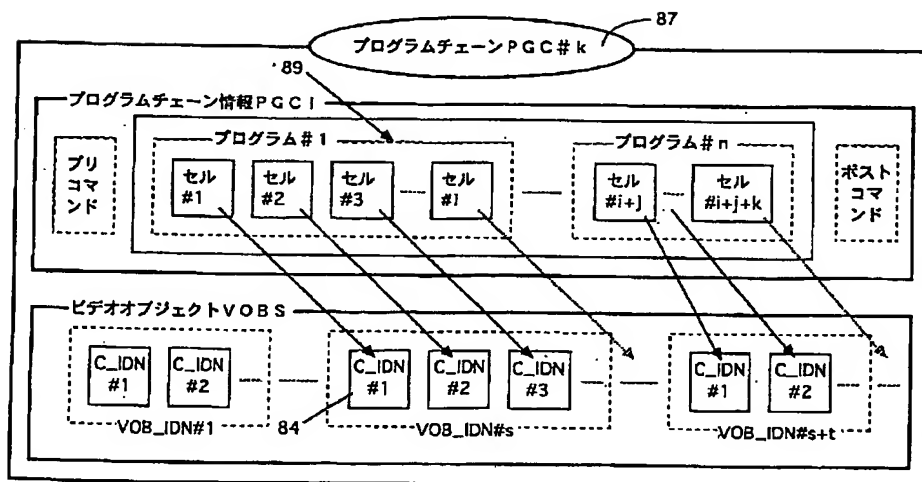 プログラムチェーンPGC#k
87
89
プログラムチェーン情報PGCI
プリ
コマ
ンド
プログラム#1
セル
#1
セル
#2
セル
#3
セル
#i
プログラム#n
セル
#i+j
セル
#i+j+k
ポスト
コマ
ンド
ビデオオブジェクトVOBS
C_IDN
#1
C_IDN
#2
VOB_IDN#1
C_IDN
#1
C_IDN
#2
C_IDN
#3
84
VOB_IDN#s
C_IDN
#1
C_IDN
#2
VOB_IDN#s+t